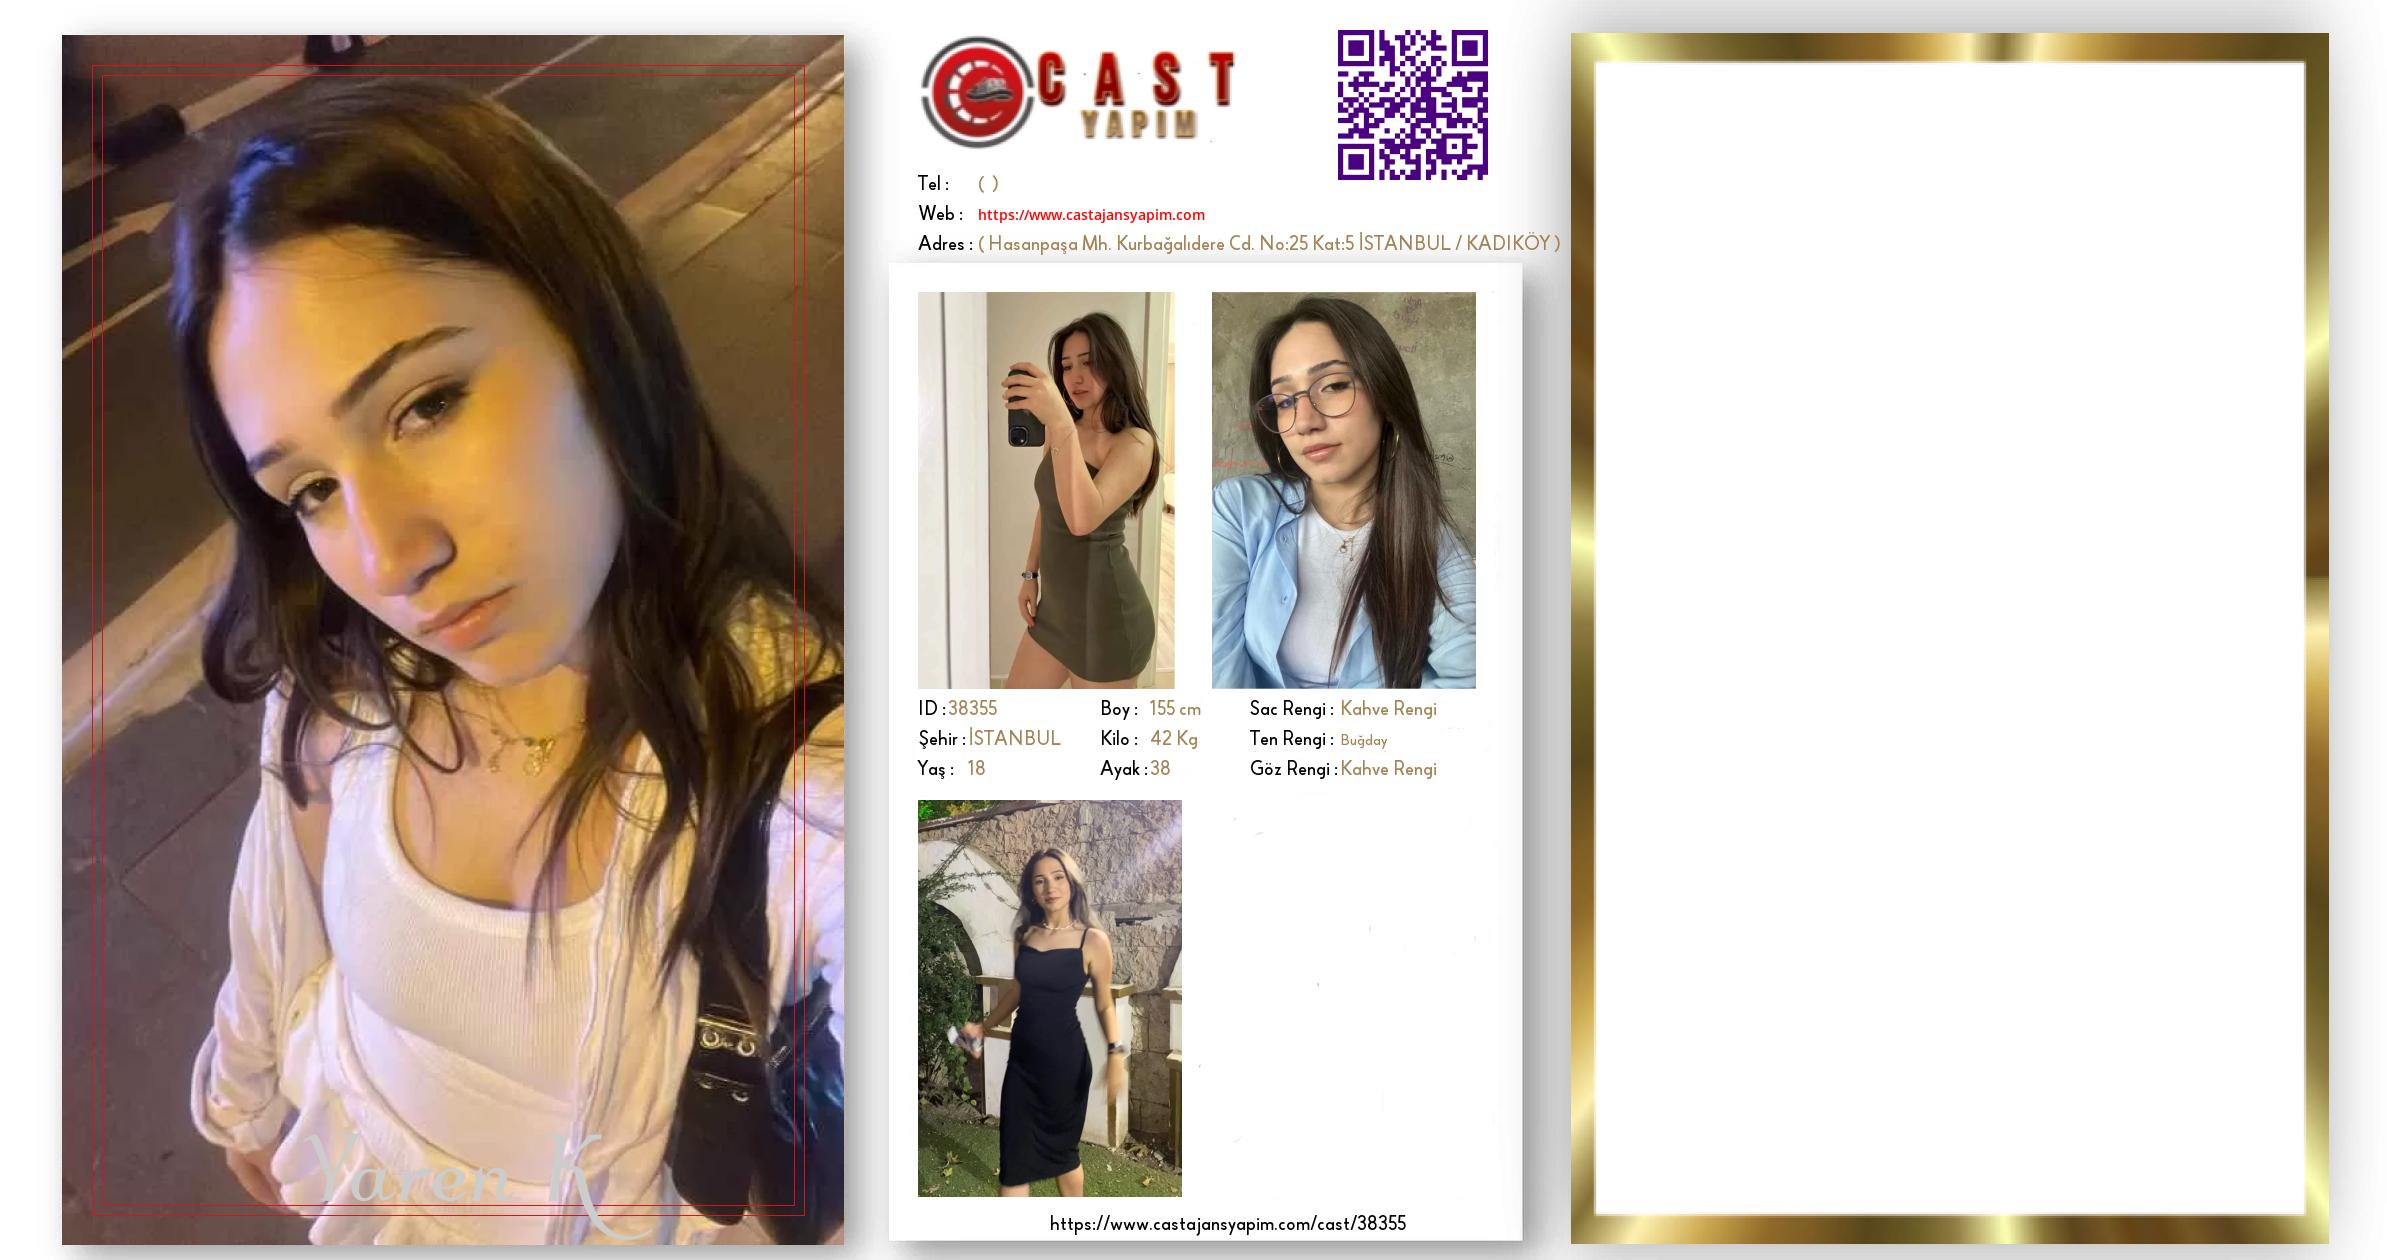 Yaren K
CAST
YAPIM
Tel : ( )
Web : https://www.castajansyapim.com
Adres : ( Hasanpaşa Mh. Kurbağalıdere Cd. No:25 Kat:5 İSTANBUL / KADIKÖY )
ID : 38355 Boy : 155 cm Sac Rengi : Kahve Rengi
Şehir : İSTANBUL Kilo : 42 Kg Ten Rengi : Buğday
Yaş : 18 Ayak : 38 Göz Rengi : Kahve Rengi
https://www.castajansyapim.com/cast/38355